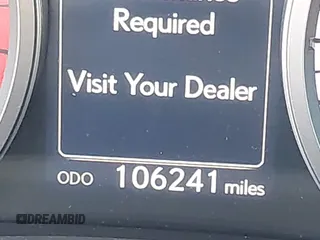 Required
Visit Your Dealer
ODO 106241 miles
DREAMBID